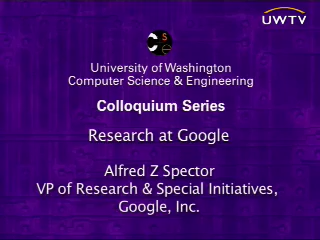 UWTV
CSE
University of Washington
Computer Science & Engineering
Colloquium Series
Research at Google
Alfred Z Spector
VP of Research & Special Initiatives,
Google, Inc.